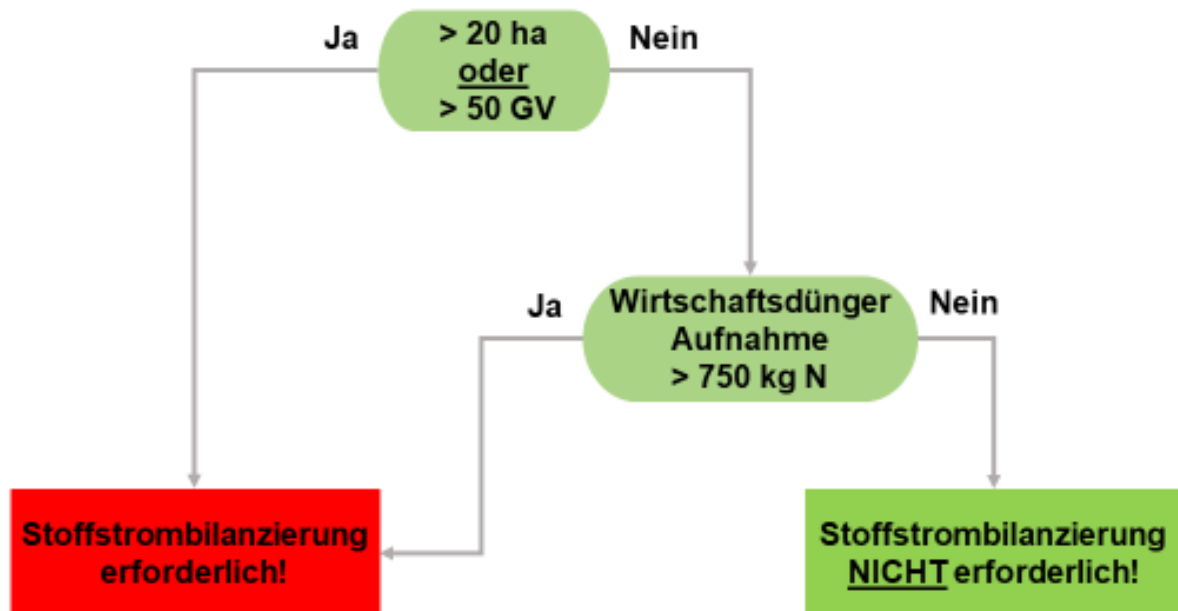 Ja
> 20 ha
oder
> 50 GV
Nein
Ja
Wirtschaftsdünger
Aufnahme
> 750 kg N
Nein
Stoffstrombilanzierung
erforderlich!
Stoffstrombilanzierung
NICHT erforderlich!